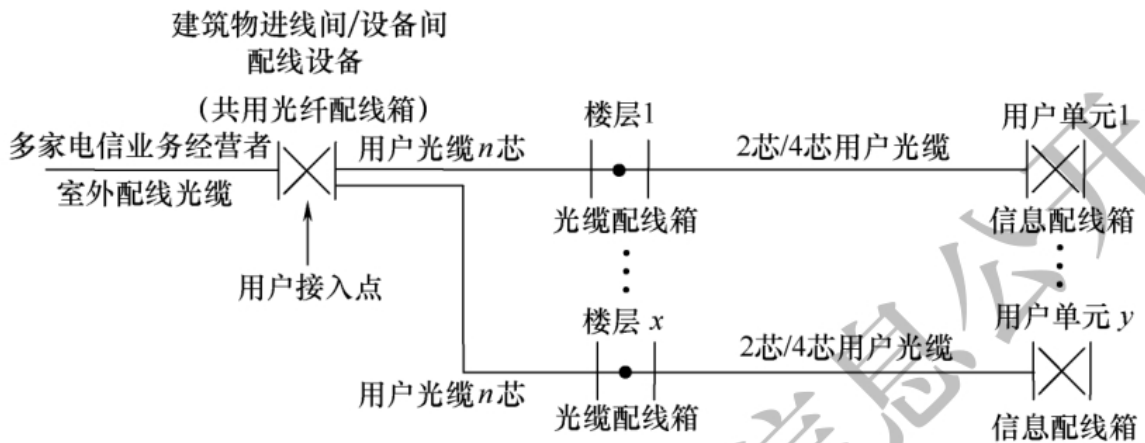 建筑物进线间/设备间
配线设备
(共用光纤配线箱)
多家电信业务经营者
室外配线光缆
用户接入点
用户光缆n芯
用户光缆n芯
楼层1
光缆配线箱
楼层 x
光缆配线箱
2芯/4芯用户光缆
2芯/4芯用户光缆
用户单元1
信息配线箱
用户单元 y
信息配线箱
信息公开